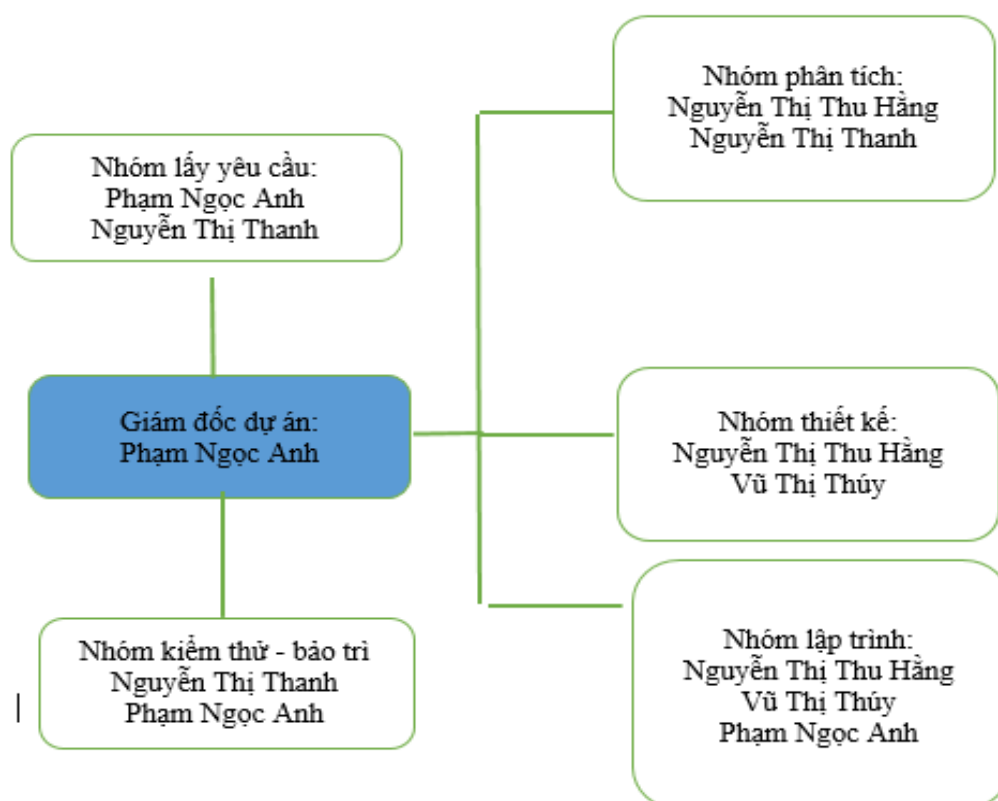 Nhóm lấy yêu cầu:
Phạm Ngọc Anh
Nguyễn Thị Thanh
Giám đốc dự án:
Phạm Ngọc Anh
Nhóm kiểm thử - bảo trì
Nguyễn Thị Thanh
Phạm Ngọc Anh
Nhóm phân tích:
Nguyễn Thị Thu Hằng
Nguyễn Thị Thanh
Nhóm thiết kế:
Nguyễn Thị Thu Hằng
Vũ Thị Thúy
Nhóm lập trình:
Nguyễn Thị Thu Hằng
Vũ Thị Thúy
Phạm Ngọc Anh